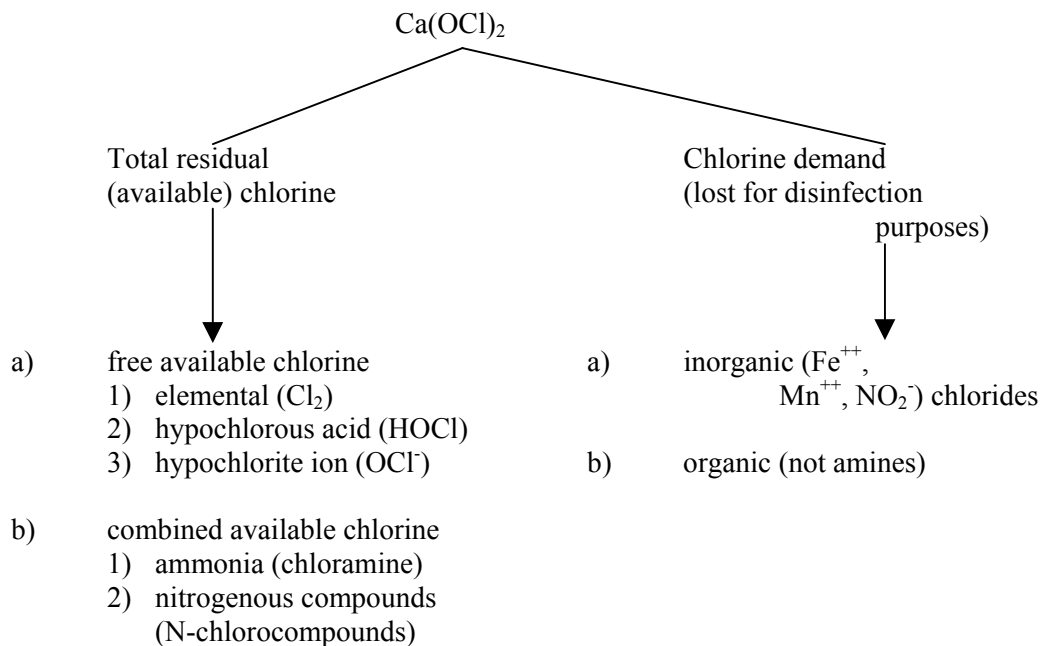 Ca(OCl)₂
Total residual
(available) chlorine
Chlorine demand
(lost for disinfection
purposes)
a) free available chlorine
1) elemental (Cl₂)
2) hypochlorous acid (HOCl)
3) hypochlorite ion (OCl⁻)
b) combined available chlorine
1) ammonia (chloramine)
2) nitrogenous compounds
(N-chlorocompounds)
a) inorganic (Fe⁺⁺,
Mn⁺⁺, NO₂⁻) chlorides
b) organic (not amines)